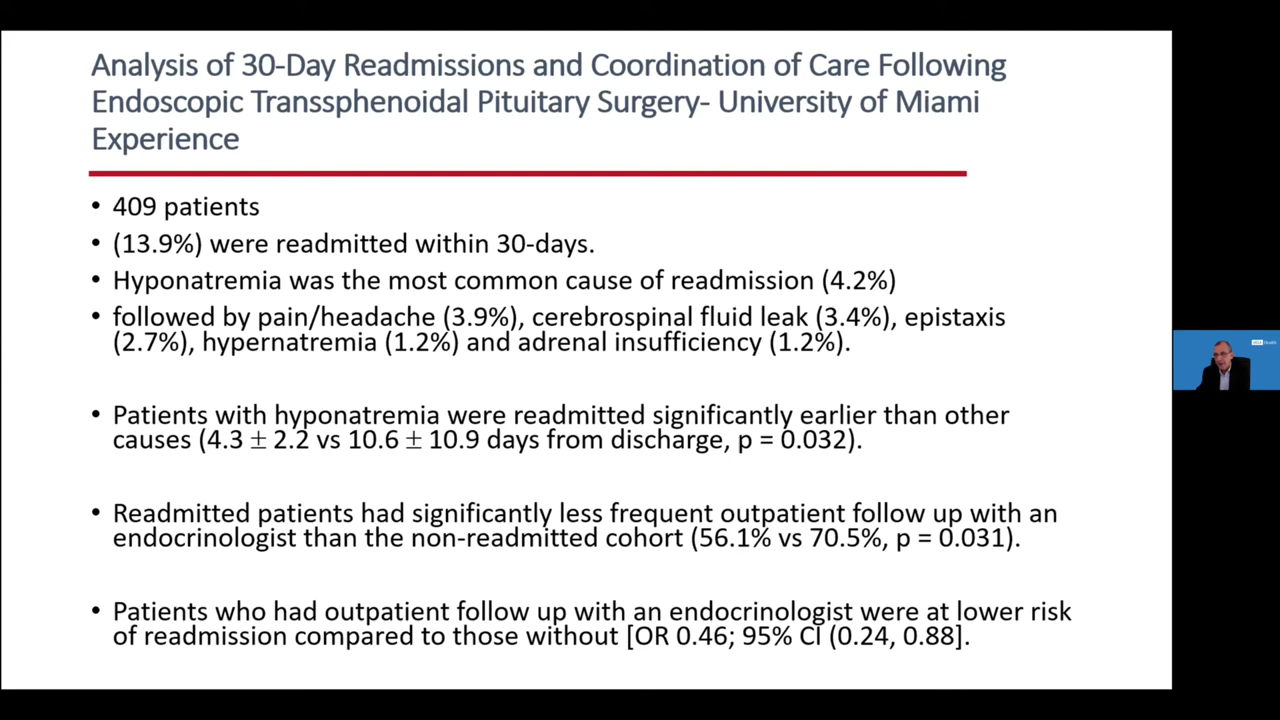 Analysis of 30-Day Readmissions and Coordination of Care Following
Endoscopic Transsphenoidal Pituitary Surgery- University of Miami
Experience
• 409 patients
• (13.9%) were readmitted within 30-days.
• Hyponatremia was the most common cause of readmission (4.2%)
• followed by pain/headache (3.9%), cerebrospinal fluid leak (3.4%), epistaxis
(2.7%), hypernatremia (1.2%) and adrenal insufficiency (1.2%).
• Patients with hyponatremia were readmitted significantly earlier than other
causes (4.3 ± 2.2 vs 10.6 ± 10.9 days from discharge, p = 0.032).
• Readmitted patients had significantly less frequent outpatient follow up with an
endocrinologist than the non-readmitted cohort (56.1% vs 70.5%, p = 0.031).
• Patients who had outpatient follow up with an endocrinologist were at lower risk
of readmission compared to those without [OR 0.46; 95% CI (0.24, 0.88].
Health